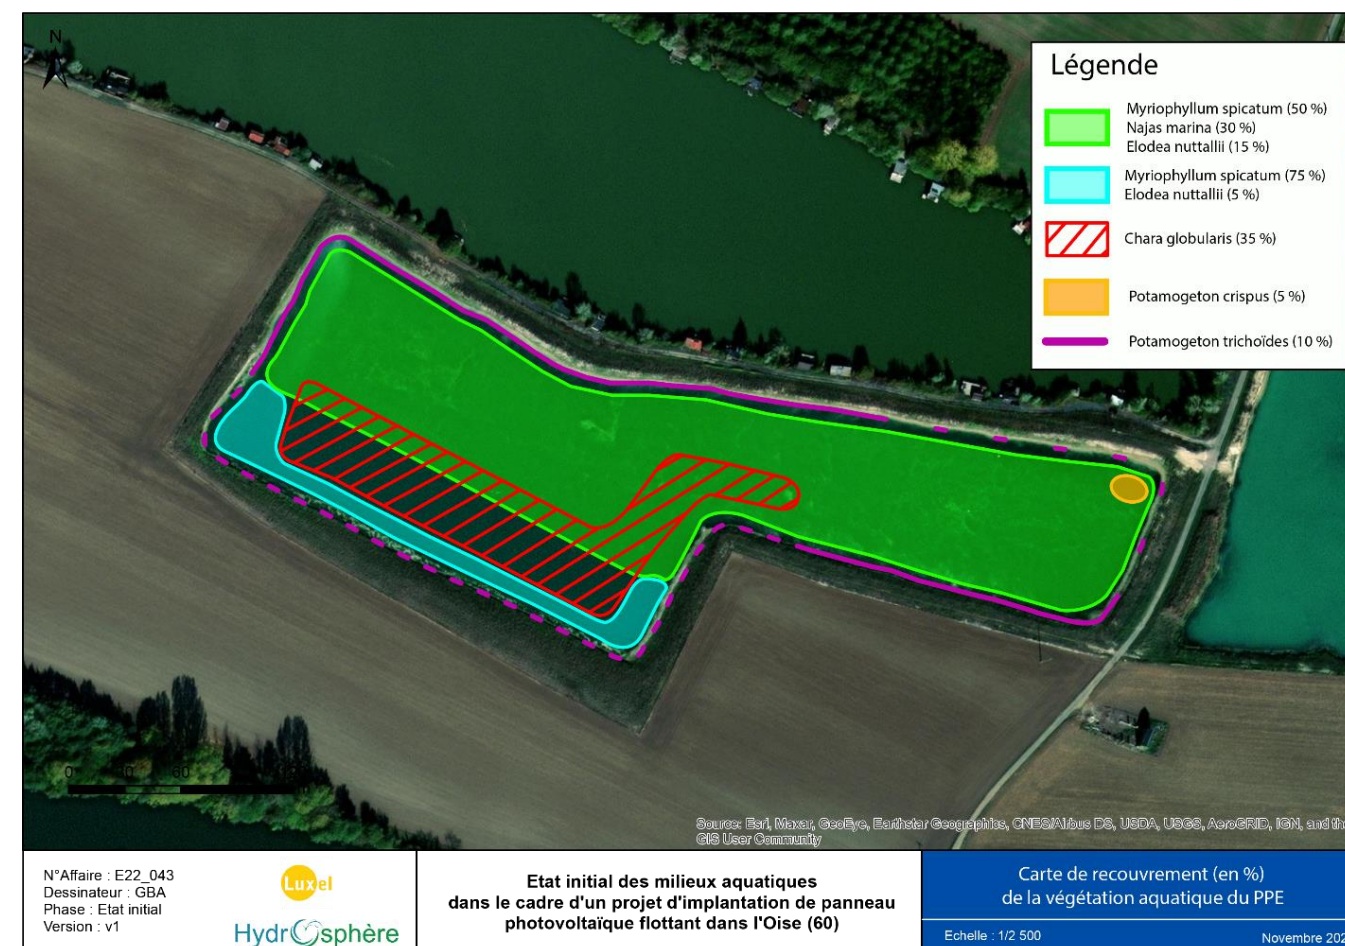 N
Légende
Myriophyllum spicatum (50 %)
Najas marina (30 %)
Elodea nuttallii (15 %)
Myriophyllum spicatum (75 %)
Elodea nuttallii (5 %)
Chara globularis (35 %)
Potamogeton crispus (5 %)
Potamogeton trichoïdes (10 %)
0
Source: Esri, Maxar, GeoEye, Earthstar Geographics, CNES/Airbus DS, USDA, USGS, AeroGRID, IGN, and the
GIS User Community
N°Affaire : E22_043
Dessinateur : GBA
Phase : Etat initial
Version : v1
Luxel
Hydrosphère
Etat initial des milieux aquatiques
dans le cadre d'un projet d'implantation de panneau
photovoltaïque flottant dans l'Oise (60)
Carte de recouvrement (en %)
de la végétation aquatique du PPE
Echelle : 1/2 500
Novembre 202